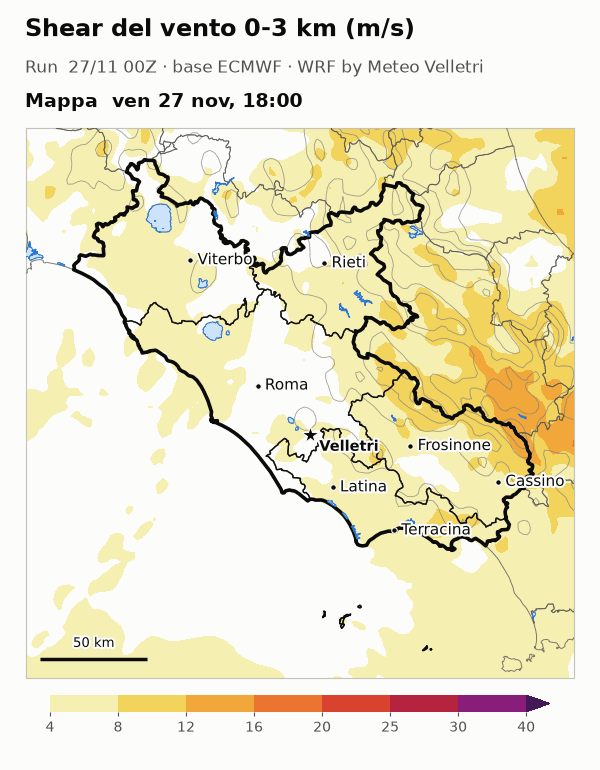 Shear del vento 0-3 km (m/s)
Run  27/11 00Z · base ECMWF · WRF by Meteo Velletri
Mappa  ven 27 nov, 18:00
Viterbo
Rieti
Roma
Velletri
Frosinone
Cassino
Latina
Terracina
50 km
4 8 12 16 20 25 30 40